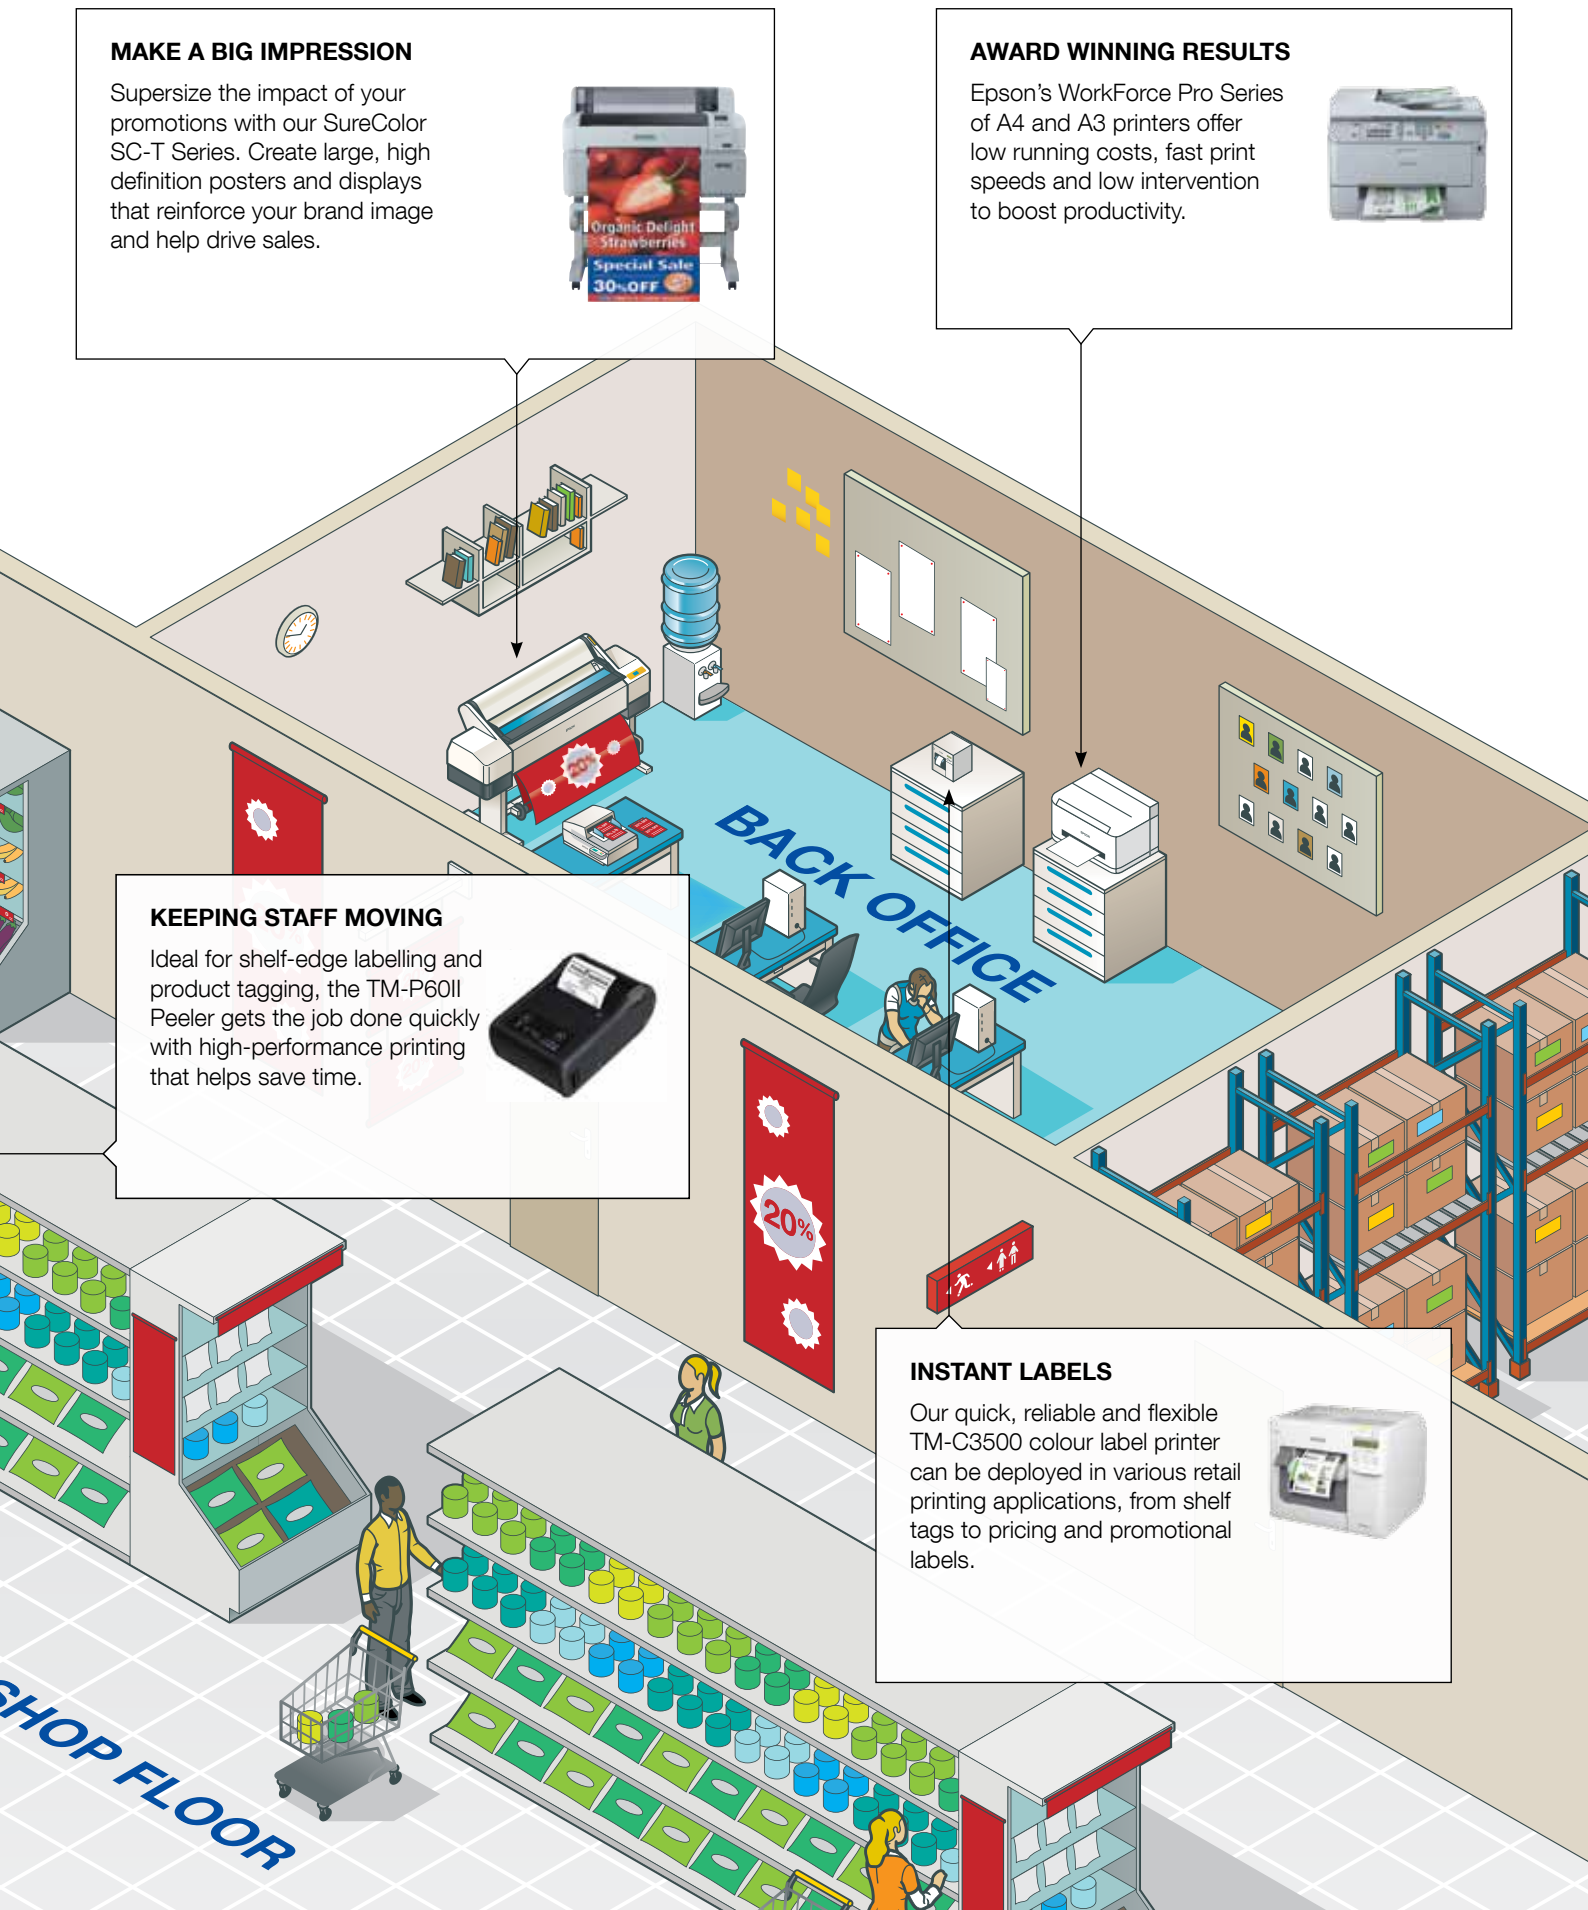 MAKE A BIG IMPRESSION
Supersize the impact of your
promotions with our SureColor
SC-T Series. Create large, high
definition posters and displays
that reinforce your brand image
and help drive sales.
Organic Delight
Strawberries
Special Sale
30% OFF
AWARD WINNING RESULTS
Epson's WorkForce Pro Series
of A4 and A3 printers offer
low running costs, fast print
speeds and low intervention
to boost productivity.
20%
BACK OFFICE
KEEPING STAFF MOVING
Ideal for shelf-edge labelling and
product tagging, the TM-P60II
Peeler gets the job done quickly
with high-performance printing
that helps save time.
20%
INSTANT LABELS
Our quick, reliable and flexible
TM-C3500 colour label printer
can be deployed in various retail
printing applications, from shelf
tags to pricing and promotional
labels.
SHOP FLOOR